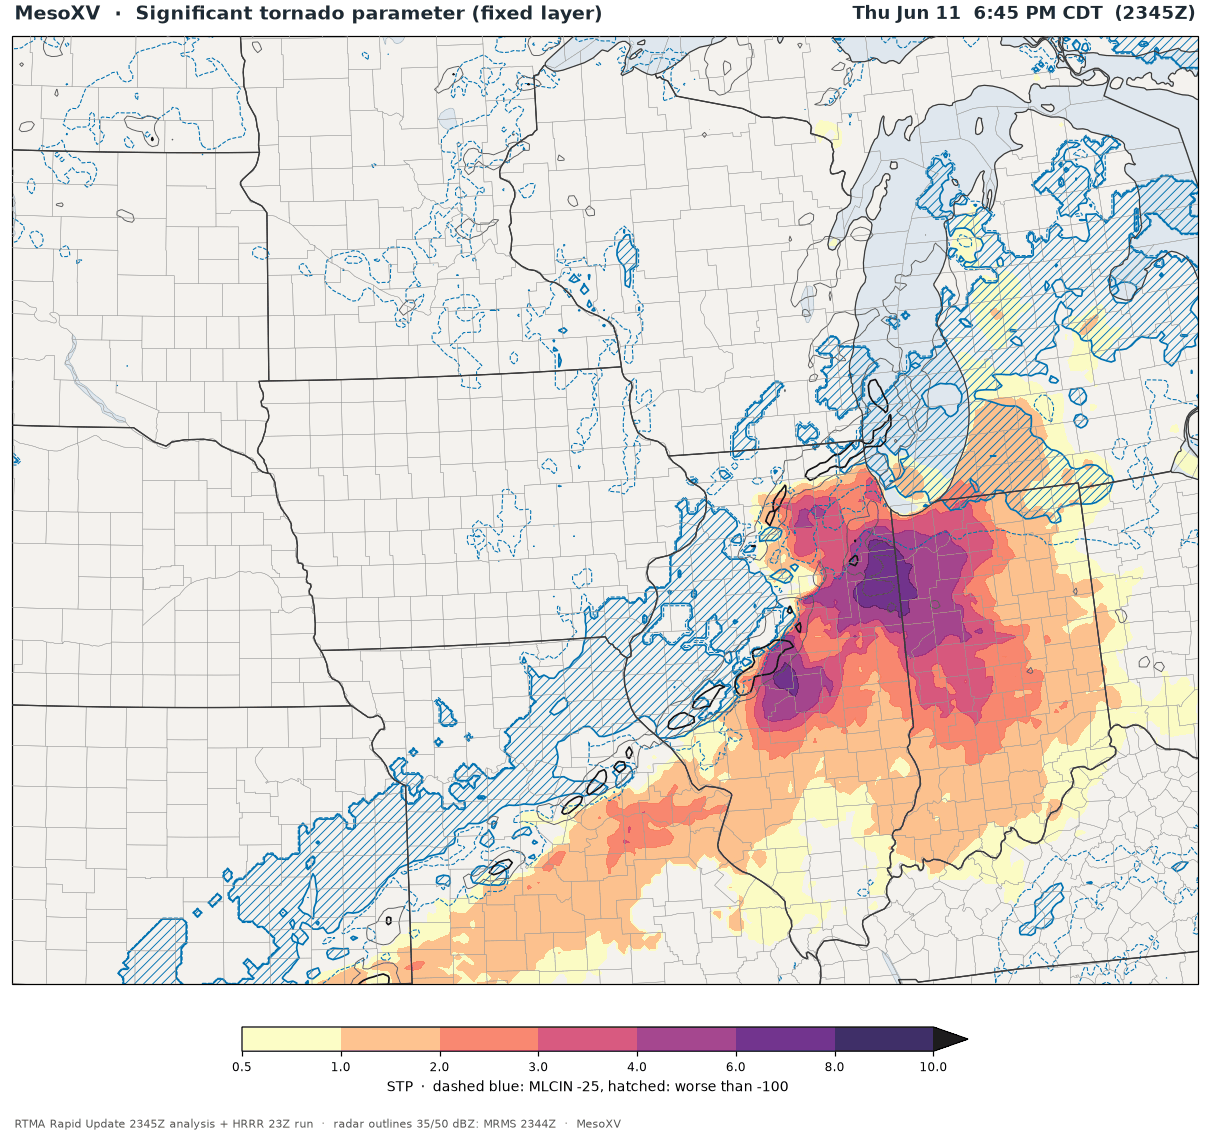 MesoXV · Significant tornado parameter (fixed layer)
Thu Jun 11 6:45 PM CDT (2345Z)
0.5 1.0 2.0 3.0 4.0 6.0 8.0 10.0
STP · dashed blue: MLCIN -25, hatched: worse than -100
RTMA Rapid Update 2345Z analysis + HRRR 23Z run · radar outlines 35/50 dBZ: MRMS 2344Z · MesoXV